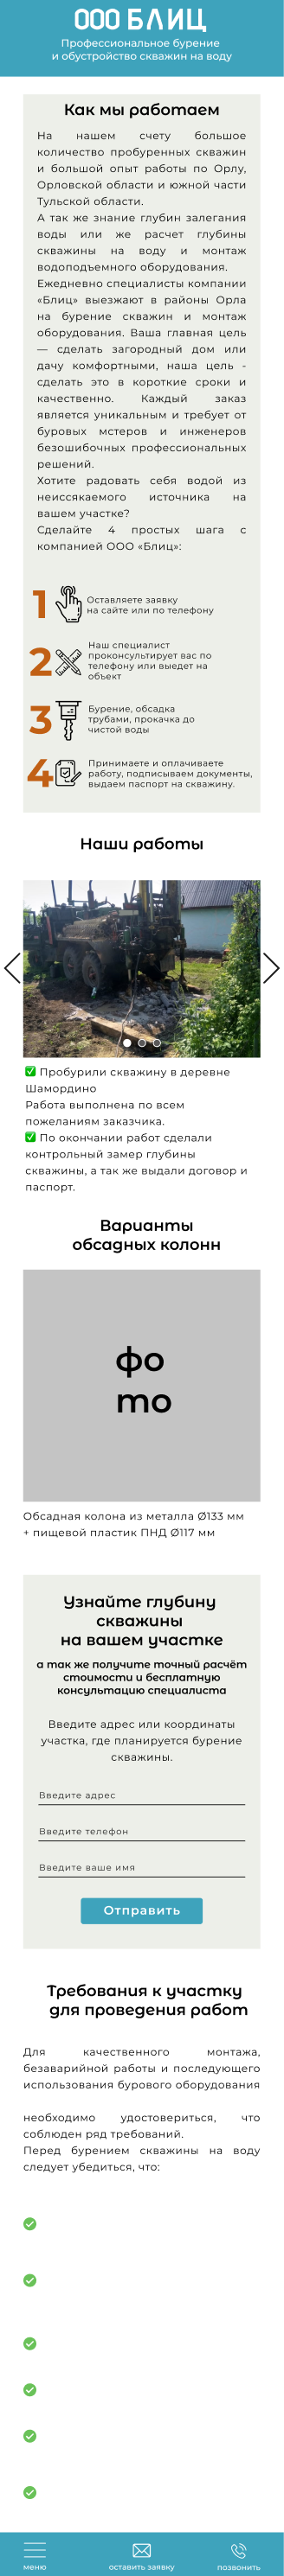 ООО БЛИЦ
Профессиональное бурение
и обустройство скважин на воду
Как мы работаем
На нашем счету большое
количество пробуренных скважин
и большой опыт работы по Орлу,
Орловской области и южной части
Тульской области.
А так же знание глубин залегания
воды или же расчет глубины
скважины на воду и монтаж
водоподъемного оборудования.
Ежедневно специалисты компании
«Блиц» выезжают в районы Орла
на бурение скважин и монтаж
оборудования. Ваша главная цель
— сделать загородный дом или
дачу комфортными, наша цель -
сделать это в короткие сроки и
качественно. Каждый заказ
является уникальным и требует от
буровых мстеров и инженеров
безошибочных профессиональных
решений.
Хотите радовать себя водой из
неиссякаемого источника на
вашем участке?
Сделайте 4 простых шага с
компанией ООО «Блиц»:
1
Оставляете заявку
на сайте или по телефону
2
Наш специалист
проконсультирует вас по
телефону или выедет на
объект
3
Бурение, обсадка
трубами, прокачка до
чистой воды
4
Принимаете и оплачиваете
работу, подписываем документы,
выдаем паспорт на скважину.
Наши работы
✅ Пробурили скважину в деревне
Шамордино
Работа выполнена по всем
пожеланиям заказчика.
✅ По окончании работ сделали
контрольный замер глубины
скважины, а так же выдали договор и
паспорт.
Варианты
обсадных колонн
фо
то
Обсадная колона из металла Ø133 мм
+ пищевой пластик ПНД Ø117 мм
Узнайте глубину
скважины
на вашем участке
а так же получите точный расчёт
стоимости и бесплатную
консультацию специалиста
Введите адрес или координаты
участка, где планируется бурение
скважины.
Введите адрес
Введите телефон
Введите ваше имя
Отправить
Требования к участку
для проведения работ
Для качественного монтажа,
безаварийной работы и последующего
использования бурового оборудования
необходимо удостовериться, что
соблюден ряд требований.
Перед бурением скважины на воду
следует убедиться, что:
меню
оставить заявку
позвонить